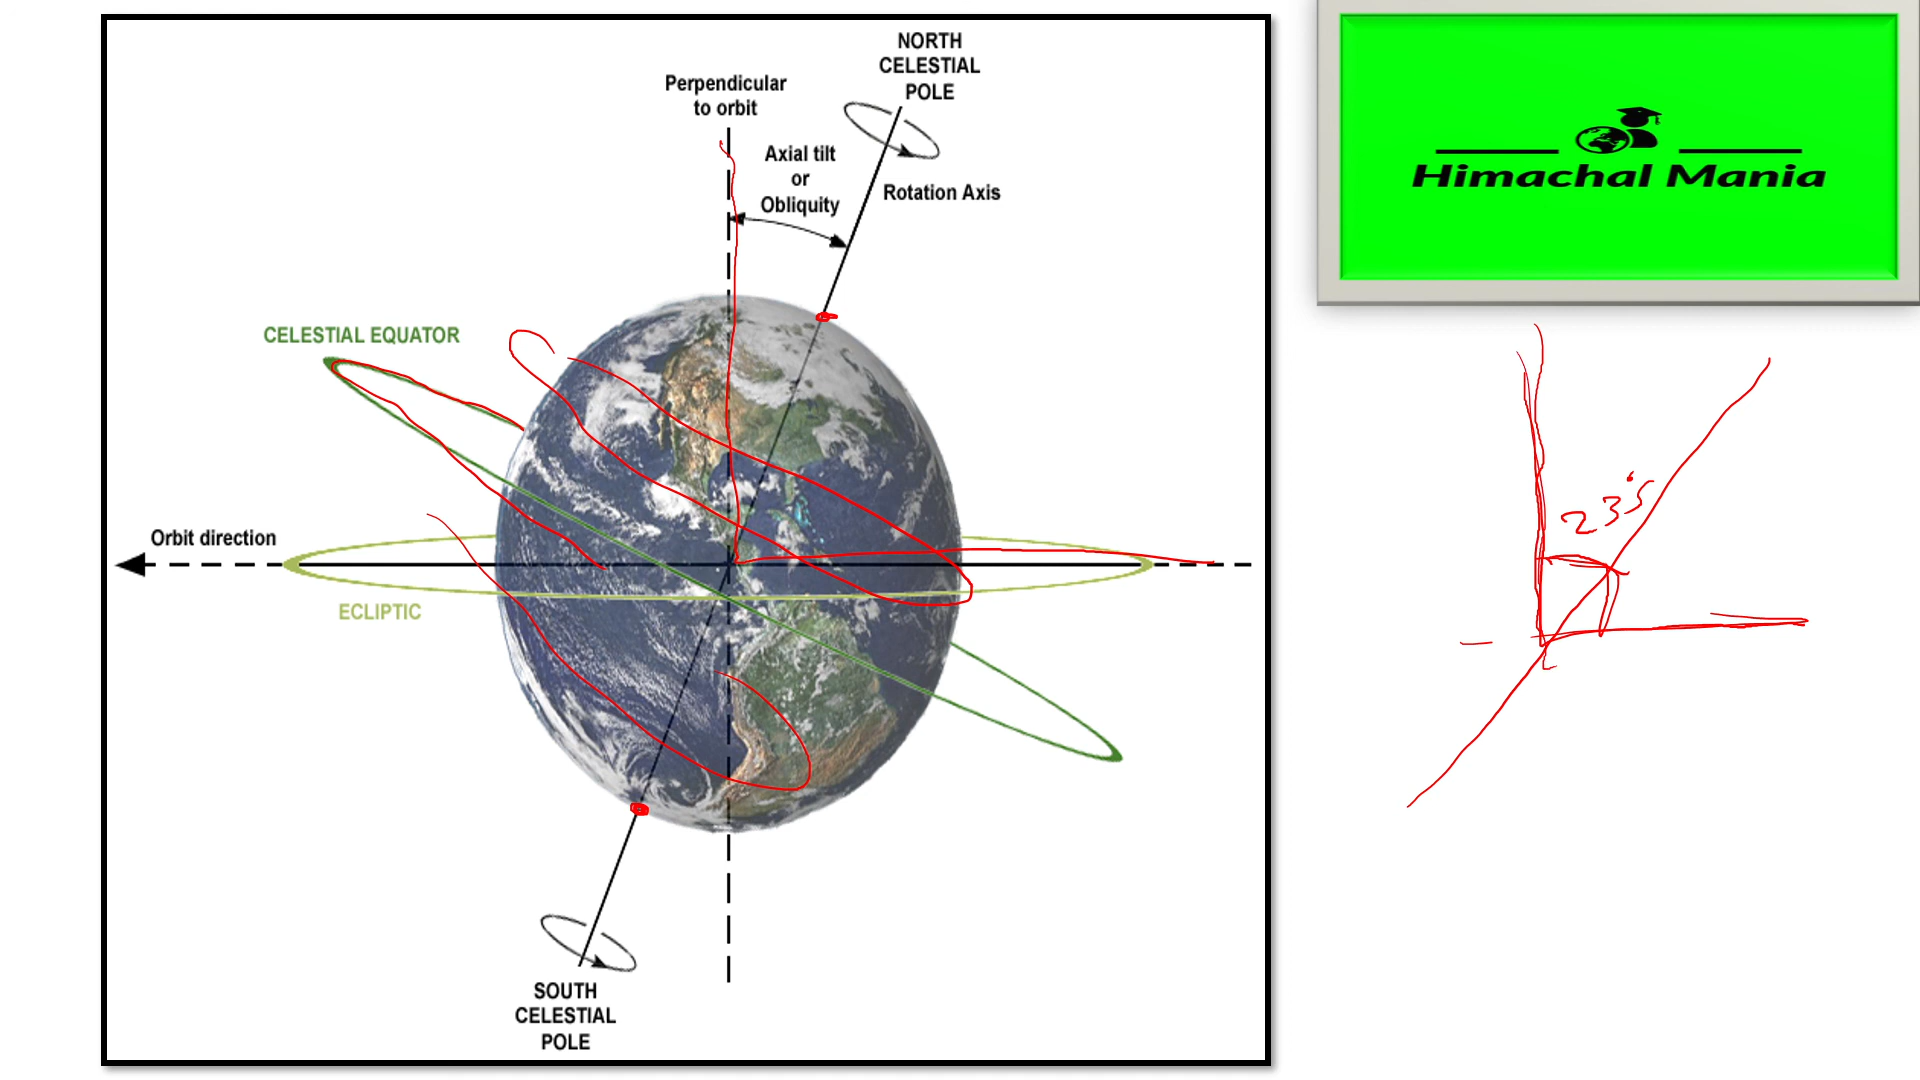 NORTH
CELESTIAL
POLE
Perpendicular
to orbit
Axial tilt
or
Obliquity
Rotation Axis
Himachal Mania
CELESTIAL EQUATOR
Orbit direction
ECLIPTIC
23.5
SOUTH
CELESTIAL
POLE